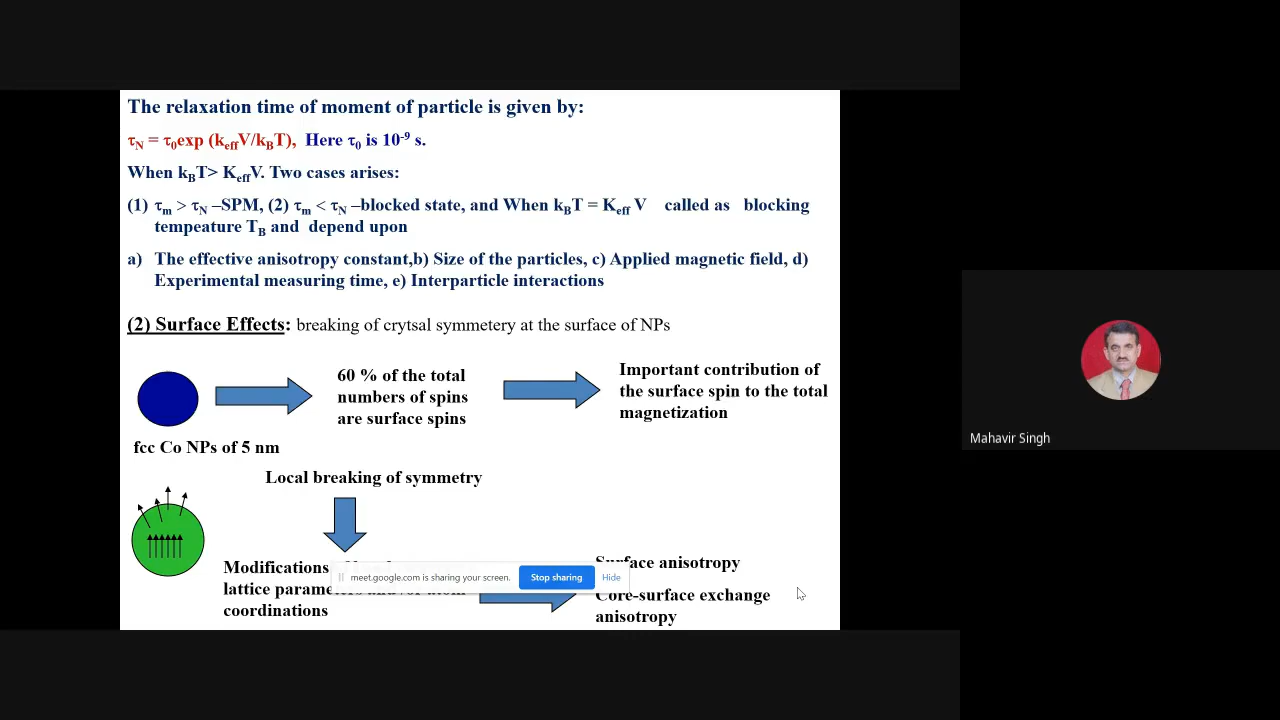 The relaxation time of moment of particle is given by:
τN = τ0exp (keffV/kBT), Here τ0 is 10-9 s.
When kBT> KeffV. Two cases arises:
(1) τm > τN –SPM, (2) τm < τN –blocked state, and When kBT = Keff V called as blocking
tempeature TB and depend upon
a) The effective anisotropy constant,b) Size of the particles, c) Applied magnetic field, d)
Experimental measuring time, e) Interparticle interactions
(2) Surface Effects: breaking of crytsal symmetery at the surface of NPs
60 % of the total
numbers of spins
are surface spins
Important contribution of
the surface spin to the total
magnetization
fcc Co NPs of 5 nm
Local breaking of symmetry
Modifications
lattice parameters and/or atom
coordinations
Surface anisotropy
Core-surface exchange
anisotropy
meet.google.com is sharing your screen.
Stop sharing
Hide
Mahavir Singh